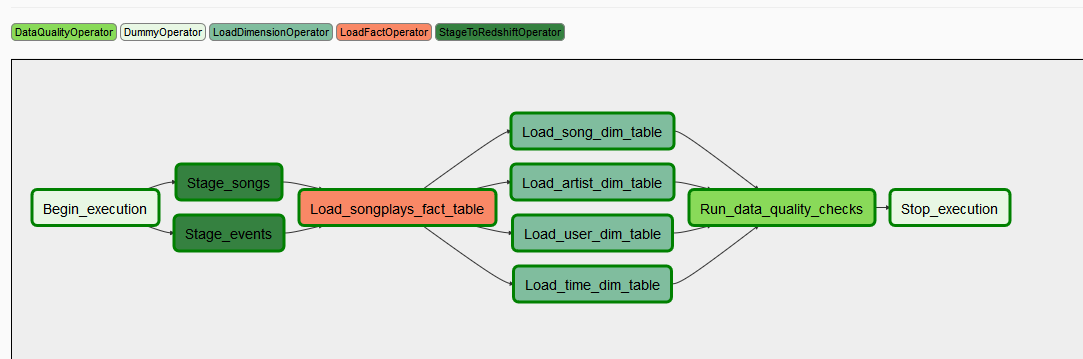 DataQualityOperator DummyOperator LoadDimensionOperator LoadFactOperator StageToRedshiftOperator
Load_song_dim_table
Stage_songs
Load_artist_dim_table
Begin_execution
Load_songplays_fact_table
Run_data_quality_checks
Stop_execution
Stage_events
Load_user_dim_table
Load_time_dim_table